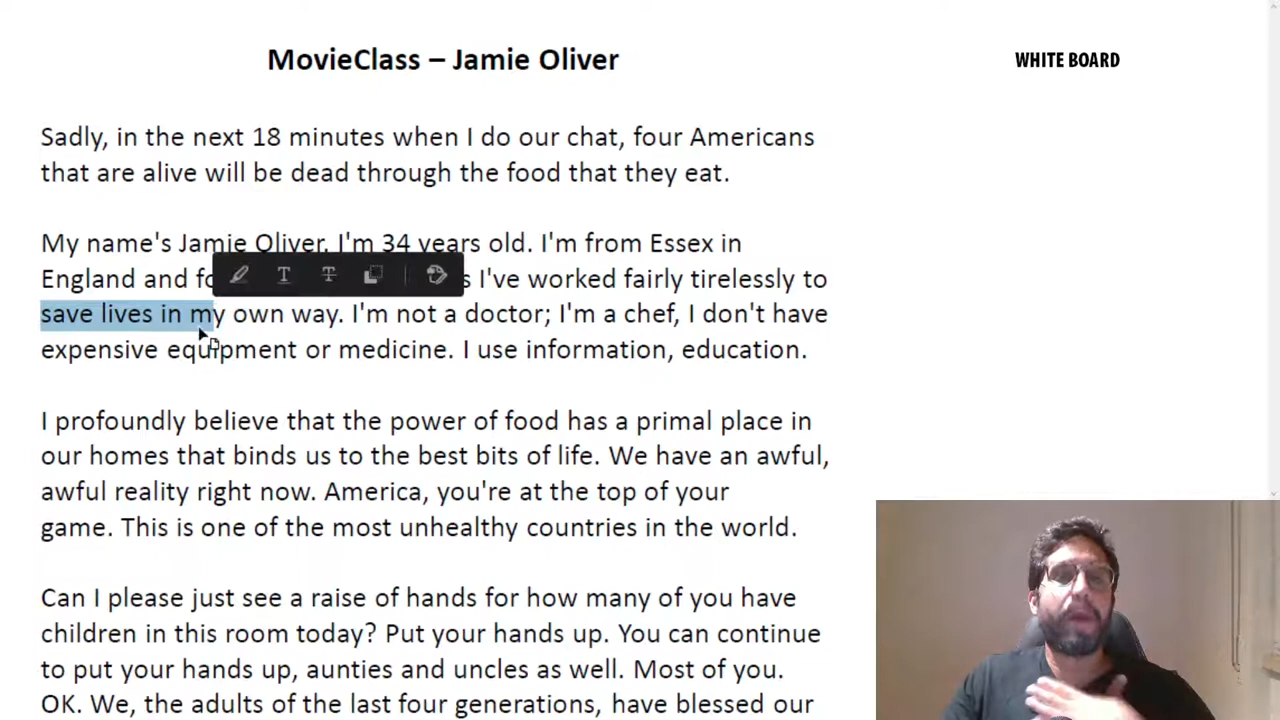 MovieClass – Jamie Oliver
WHITE BOARD
Sadly, in the next 18 minutes when I do our chat, four Americans
that are alive will be dead through the food that they eat.
My name's Jamie Oliver. I'm 34 years old. I'm from Essex in
England and I've worked fairly tirelessly to
save lives in my own way. I'm not a doctor; I'm a chef, I don't have
expensive equipment or medicine. I use information, education.
I profoundly believe that the power of food has a primal place in
our homes that binds us to the best bits of life. We have an awful,
awful reality right now. America, you're at the top of your
game. This is one of the most unhealthy countries in the world.
Can I please just see a raise of hands for how many of you have
children in this room today? Put your hands up. You can continue
to put your hands up, aunties and uncles as well. Most of you.
OK. We, the adults of the last four generations, have blessed our